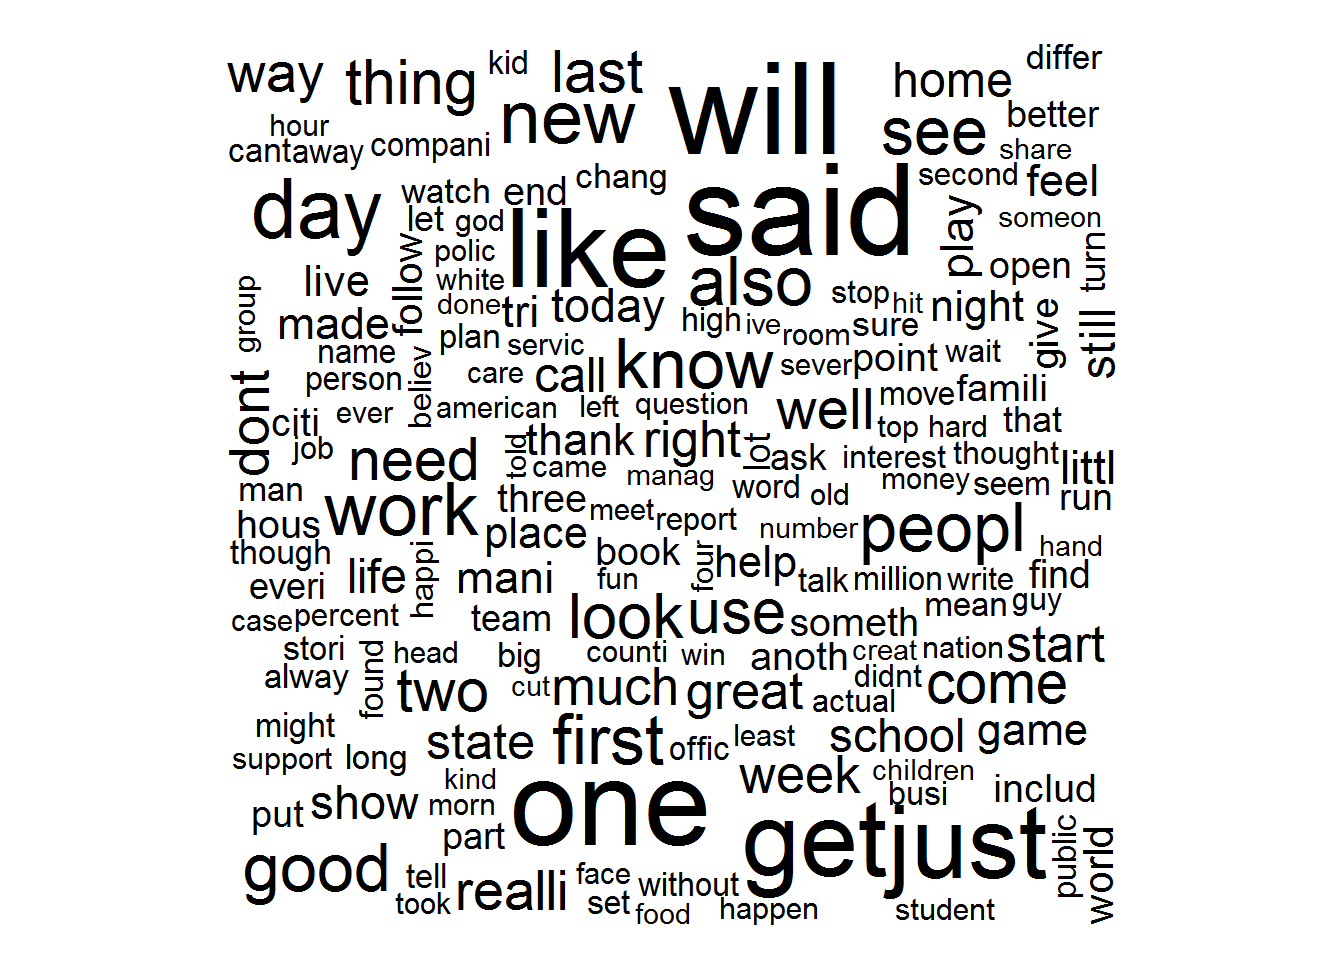 way thing kid last will home differ
hour new see better
cant away compani share
day watch end chang said second feel
let god like play someon
follow polic also open turn
live white stop hit night
group made done tri today high ive room sure give still
name plan servic know sever point wait
person believ care call move famili
dont citi ever american left question well top hard that
job told thank right lot ask interest thought littl
man need came manag word old money seem run
hous work three meet report number peopl hand
though happi place book four help talk million write find
everi life mani fun
case percent team look use someth mean guy
stori found head big counti win anoth creat nation start
alway two cut much great actual didnt come
might state first offic least school game
support long
put show kind one week children includ
morn busi
good part get just public world
tell realli face without
took set food happen student